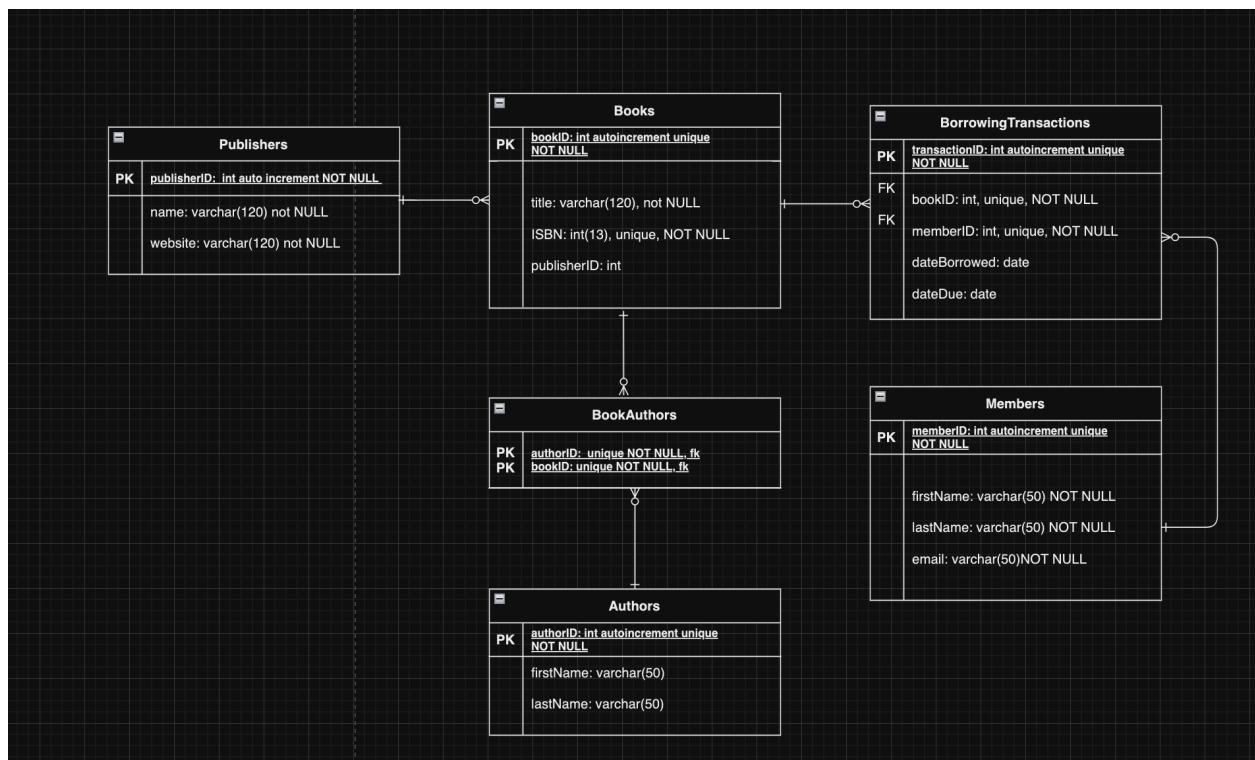 Publishers
PK publisherID: int auto increment NOT NULL
name: varchar(120) not NULL
website: varchar(120) not NULL
Books
PK bookID: int autoincrement unique
NOT NULL
title: varchar(120), not NULL
ISBN: int(13), unique, NOT NULL
publisherID: int
BorrowingTransactions
PK transactionID: int autoincrement unique
NOT NULL
FK
bookID: int, unique, NOT NULL
FK
memberID: int, unique, NOT NULL
dateBorrowed: date
dateDue: date
BookAuthors
PK authorID: unique NOT NULL, fk
PK bookID: unique NOT NULL, fk
Members
PK memberID: int autoincrement unique
NOT NULL
firstName: varchar(50) NOT NULL
lastName: varchar(50) NOT NULL
email: varchar(50)NOT NULL
Authors
PK authorID: int autoincrement unique
NOT NULL
firstName: varchar(50)
lastName: varchar(50)